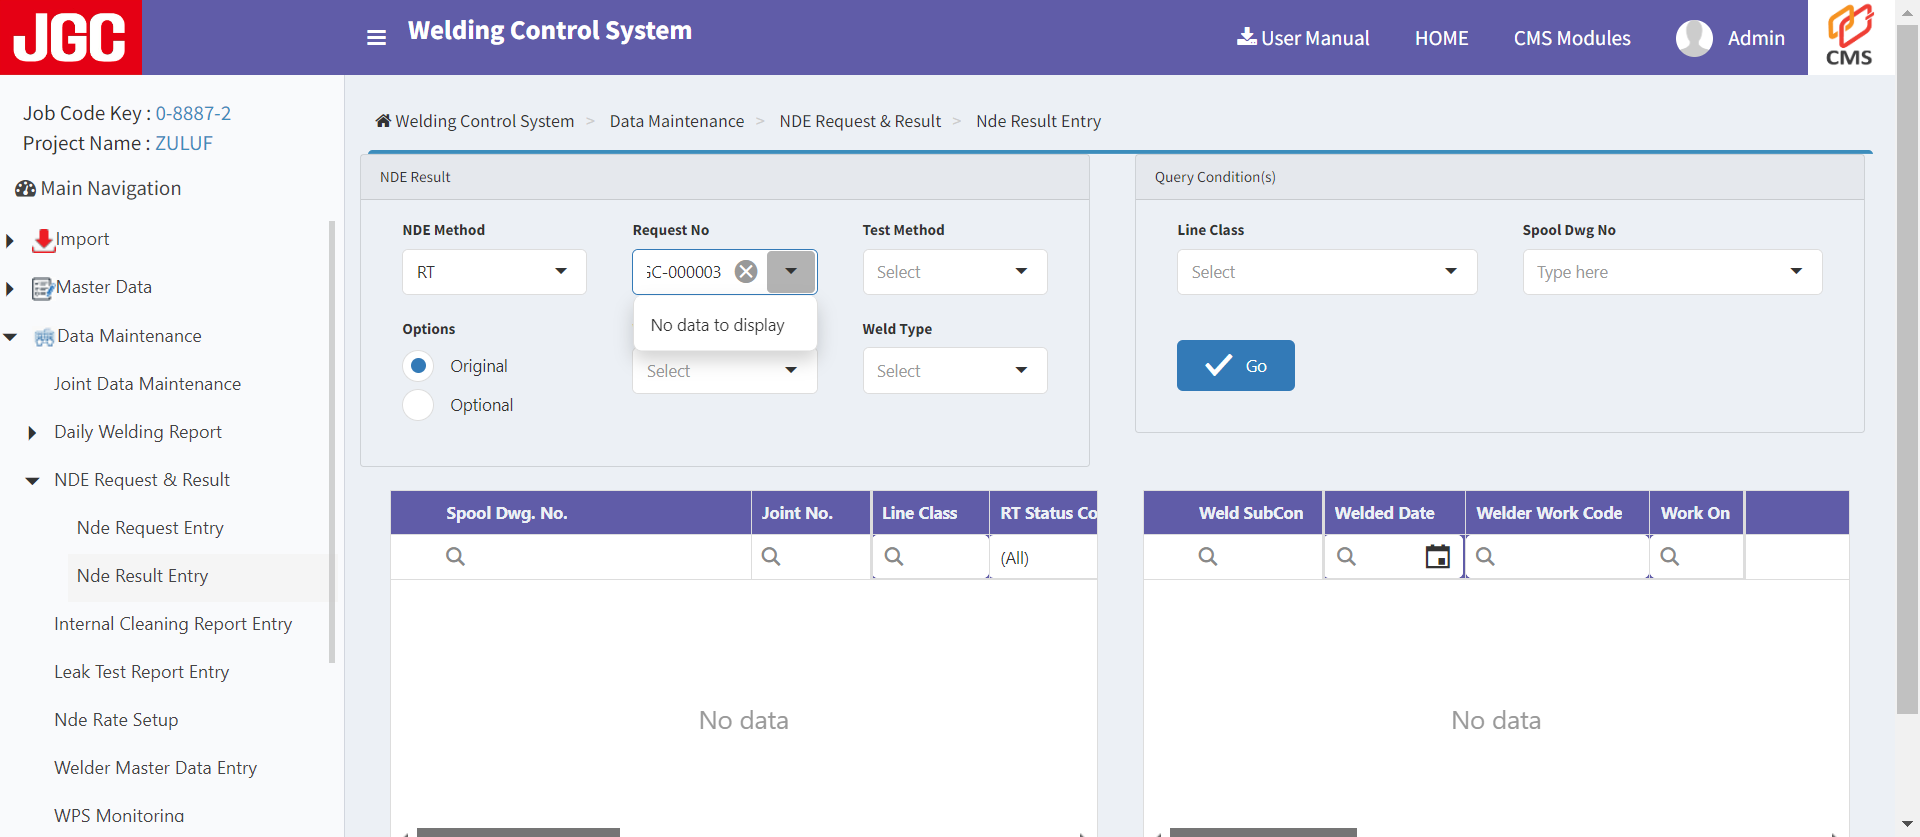 JGC
Welding Control System
User Manual
HOME
CMS Modules
Admin
CMS
Job Code Key : 0-8887-2
Project Name : ZULUF
Main Navigation
Import
Master Data
Data Maintenance
Joint Data Maintenance
Daily Welding Report
NDE Request & Result
Nde Request Entry
Nde Result Entry
Internal Cleaning Report Entry
Leak Test Report Entry
Nde Rate Setup
Welder Master Data Entry
WPS Monitoring
Welding Control System > Data Maintenance > NDE Request & Result > Nde Result Entry
NDE Result
NDE Method
RT
Request No
GC-000003
No data to display
Test Method
Select
Options
Original
Optional
Select
Weld Type
Select
Query Condition(s)
Line Class
Select
Spool Dwg No
Type here
Go
Spool Dwg. No. Joint No. Line Class RT Status Co
(All)
No data
Weld SubCon Welded Date Welder Work Code Work On
No data